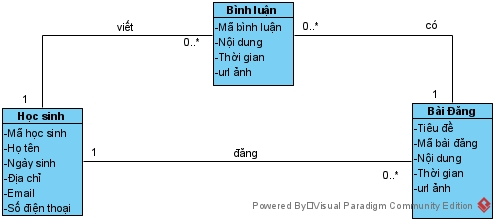 Bình luận
-Mã bình luận
-Nội dung
-Thời gian
-url ảnh
viết
có
0..*
0..*
1
1
Học sinh
-Mã học sinh
-Họ tên
-Ngày sinh
-Địa chỉ
-Email
-Số điện thoại
Bài Đăng
-Tiêu đề
-Mã bài đăng
-Nội dung
-Thời gian
-url ảnh
1
đăng
0..*
Powered By Visual Paradigm Community Edition